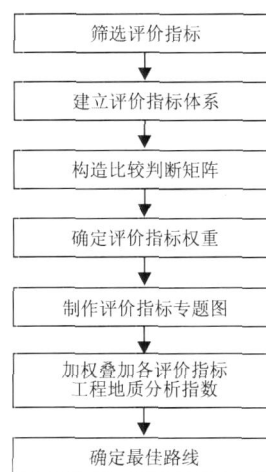 筛选评价指标
建立评价指标体系
构造比较判断矩阵
确定评价指标权重
制作评价指标专题图
加权叠加各评价指标
工程地质分析指数
确定最佳路线